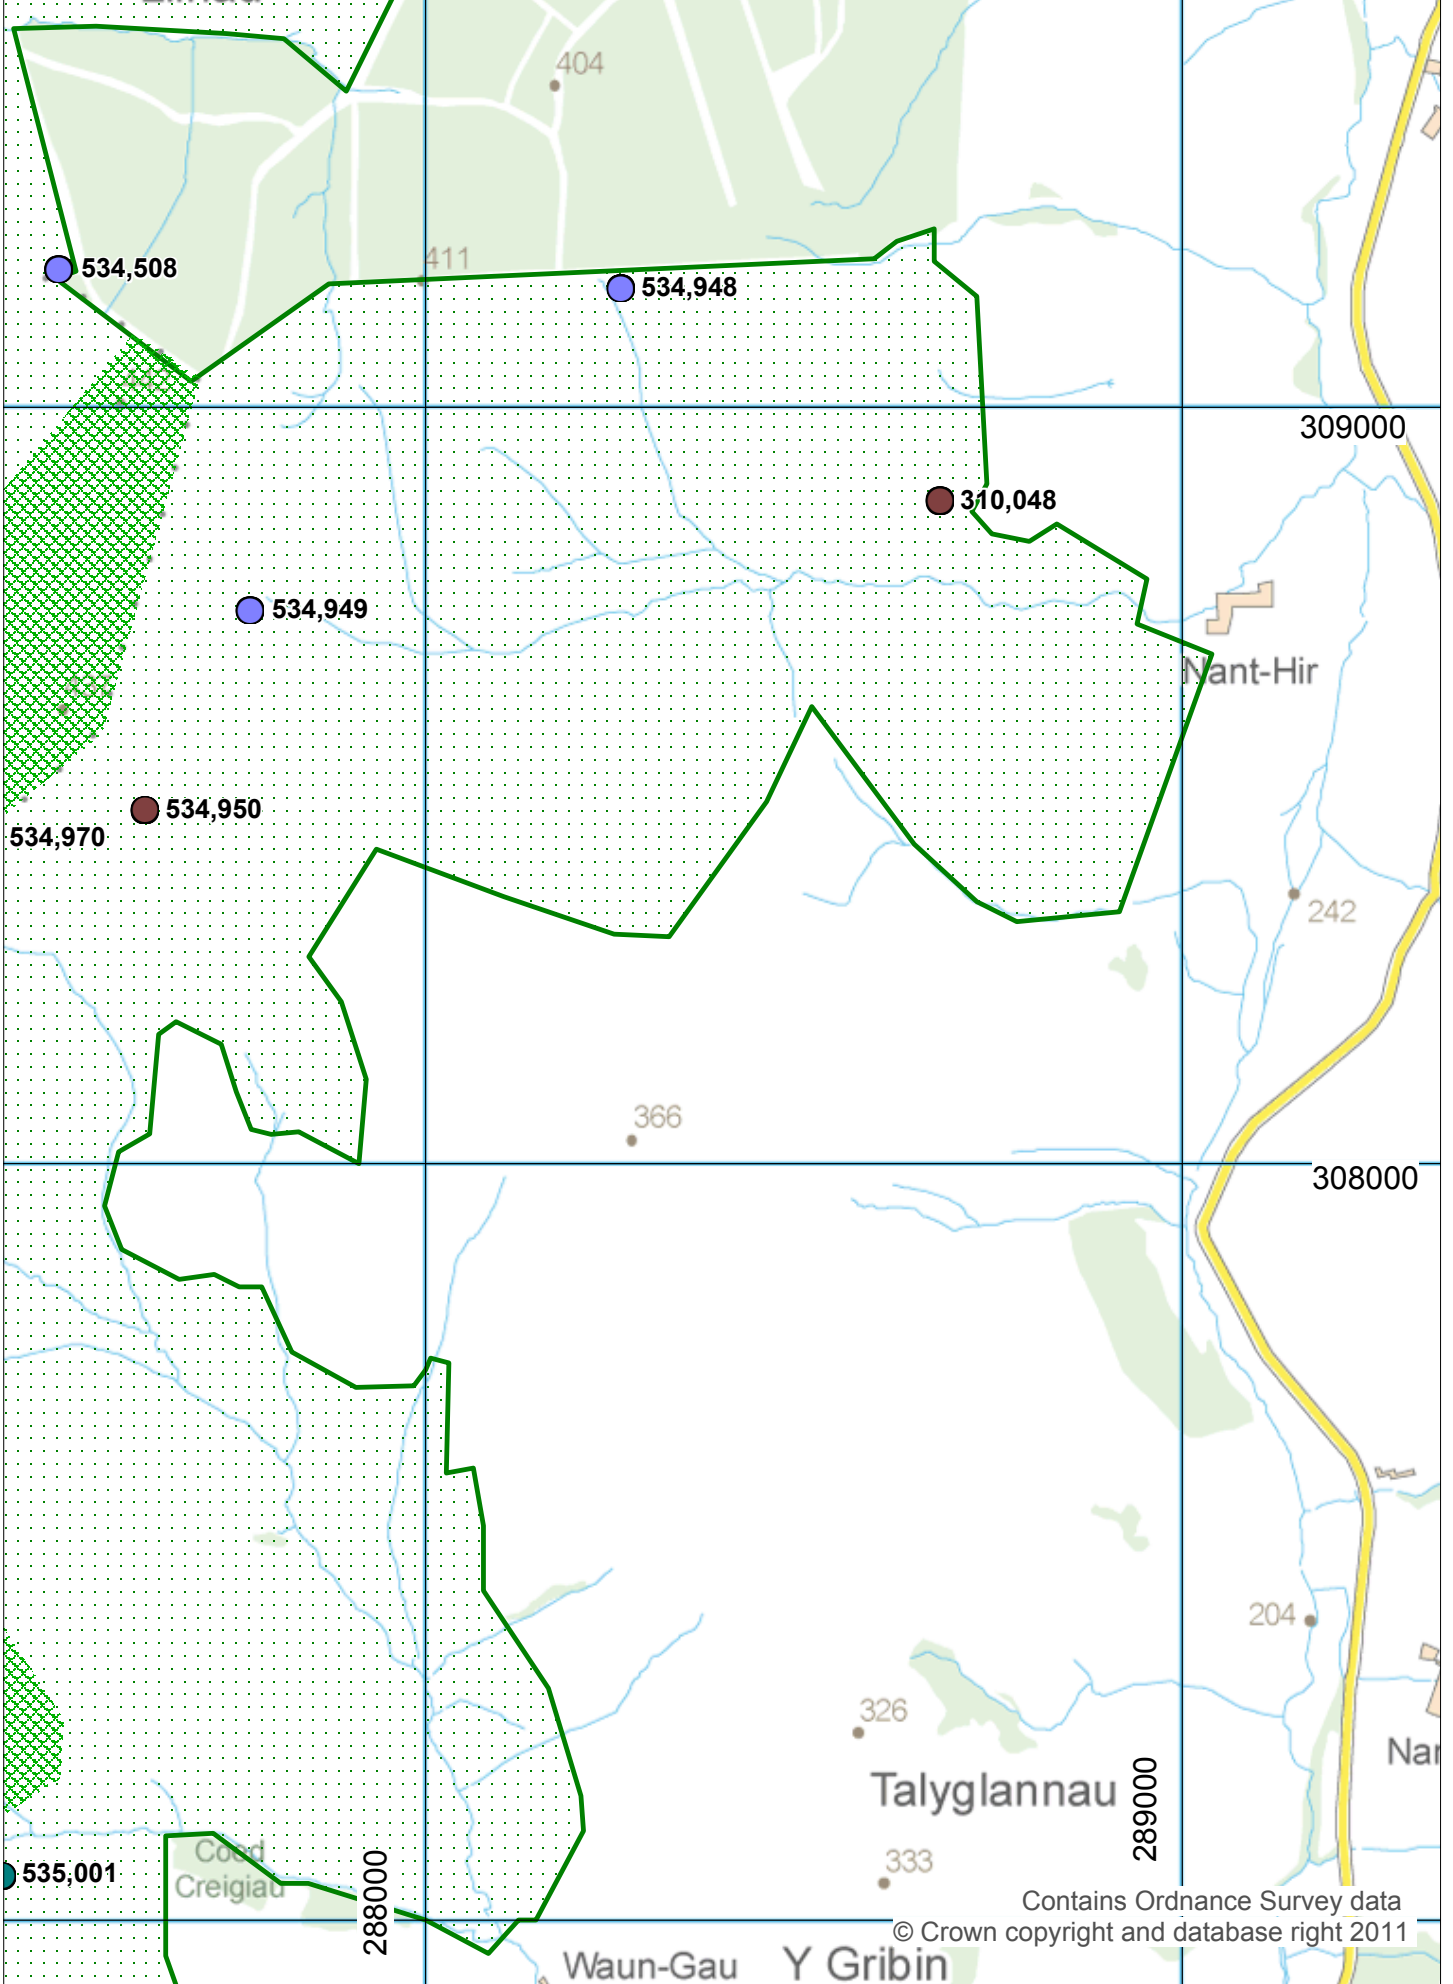 404
411
534,508
534,948
309000
310,048
534,949
Nant-Hir
534,950
534,970
242
366
308000
204
326
Nar
Talyglannau
289000
333
535,001
Coed
Creigiau
288000
Contains Ordnance Survey data
© Crown copyright and database right 2011
Waun-Gau
Y Gribin